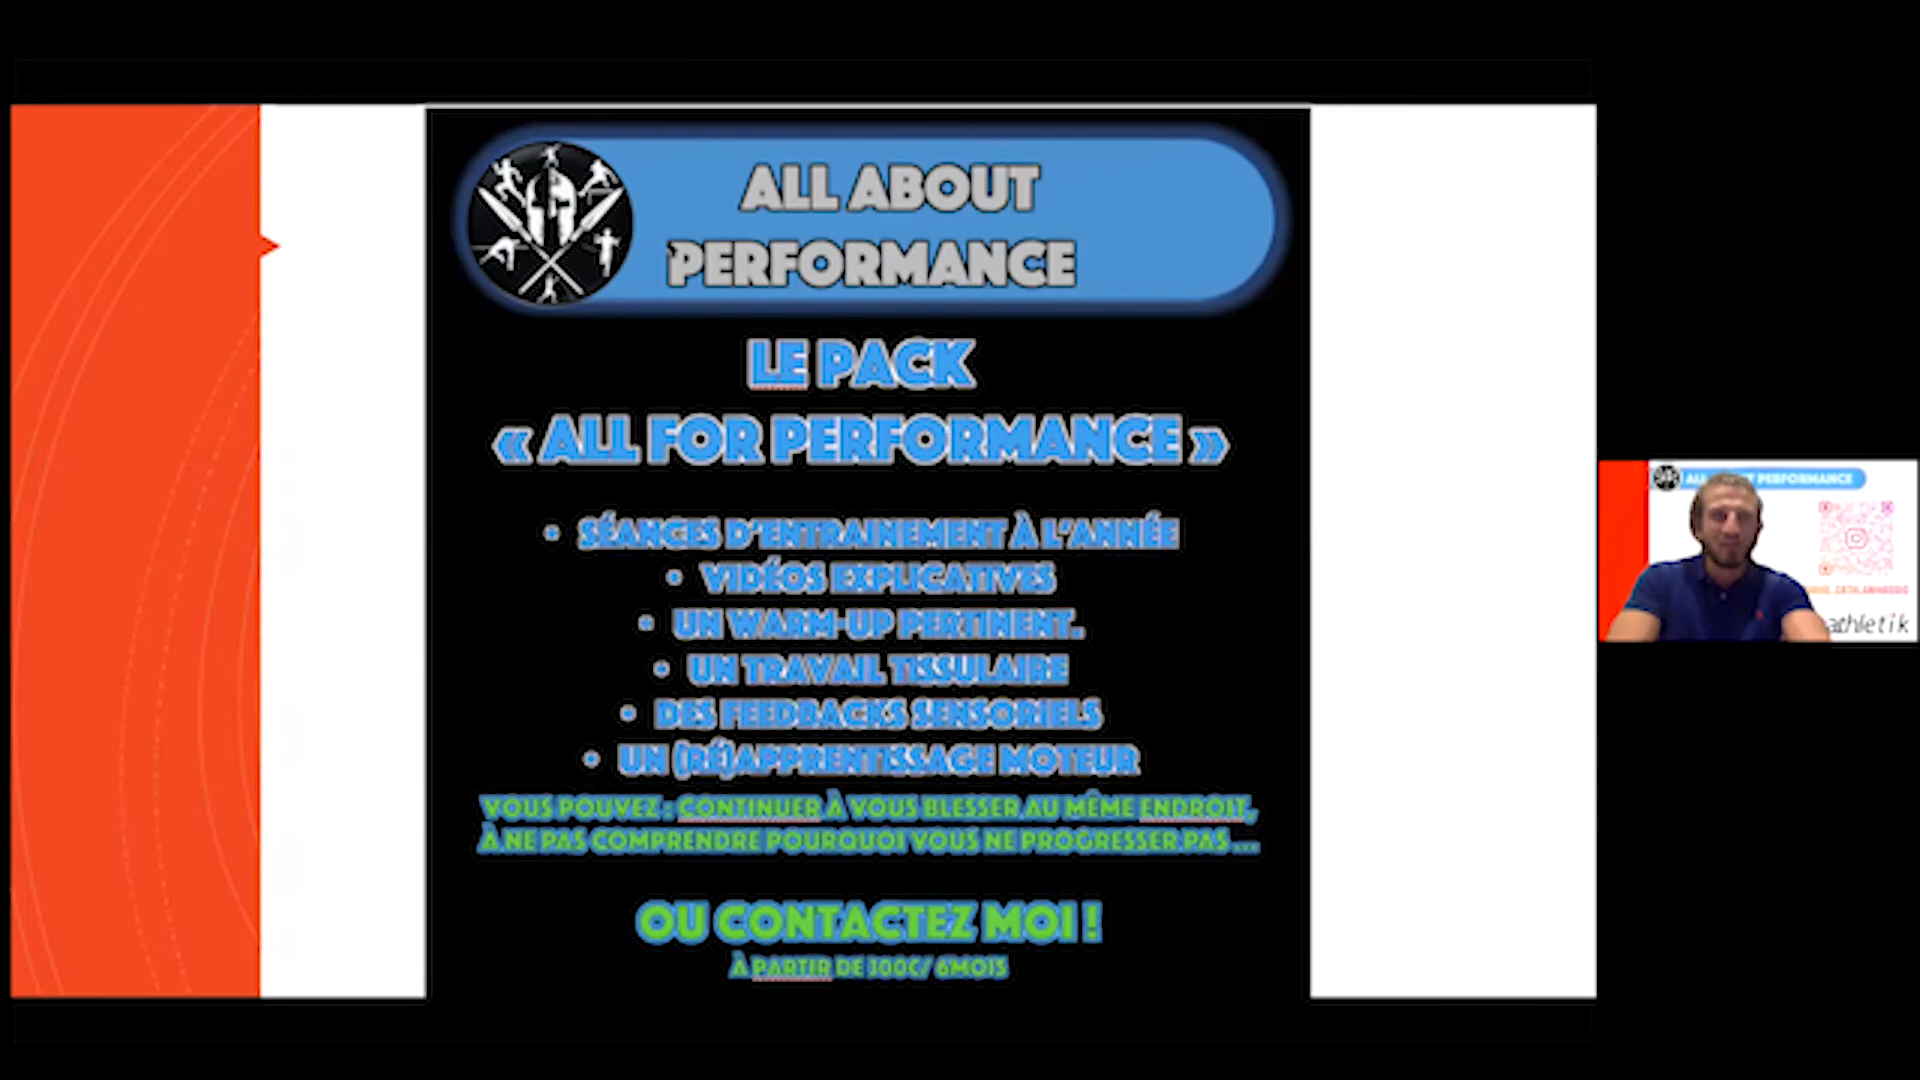 ALL ABOUT
PERFORMANCE
LE PACK
« ALL FOR PERFORMANCE »
• SÉANCES D'ENTRAINEMENT À L'ANNÉE
• VIDÉOS EXPLICATIVES
• UN WARM-UP PERTINENT.
• UN TRAVAIL TISSULAIRE
• DES FEEDBACKS SENSORIELS
• UN (RÉ)APPRENTISSAGE MOTEUR
VOUS POUVEZ : CONTINUER À VOUS BLESSER AU MÊME ENDROIT,
À NE PAS COMPRENDRE POURQUOI VOUS NE PROGRESSER PAS ...
OU CONTACTEZ MOI !
À PARTIR DE 300€/ 6MOIS
PERFORMANCE
athletik